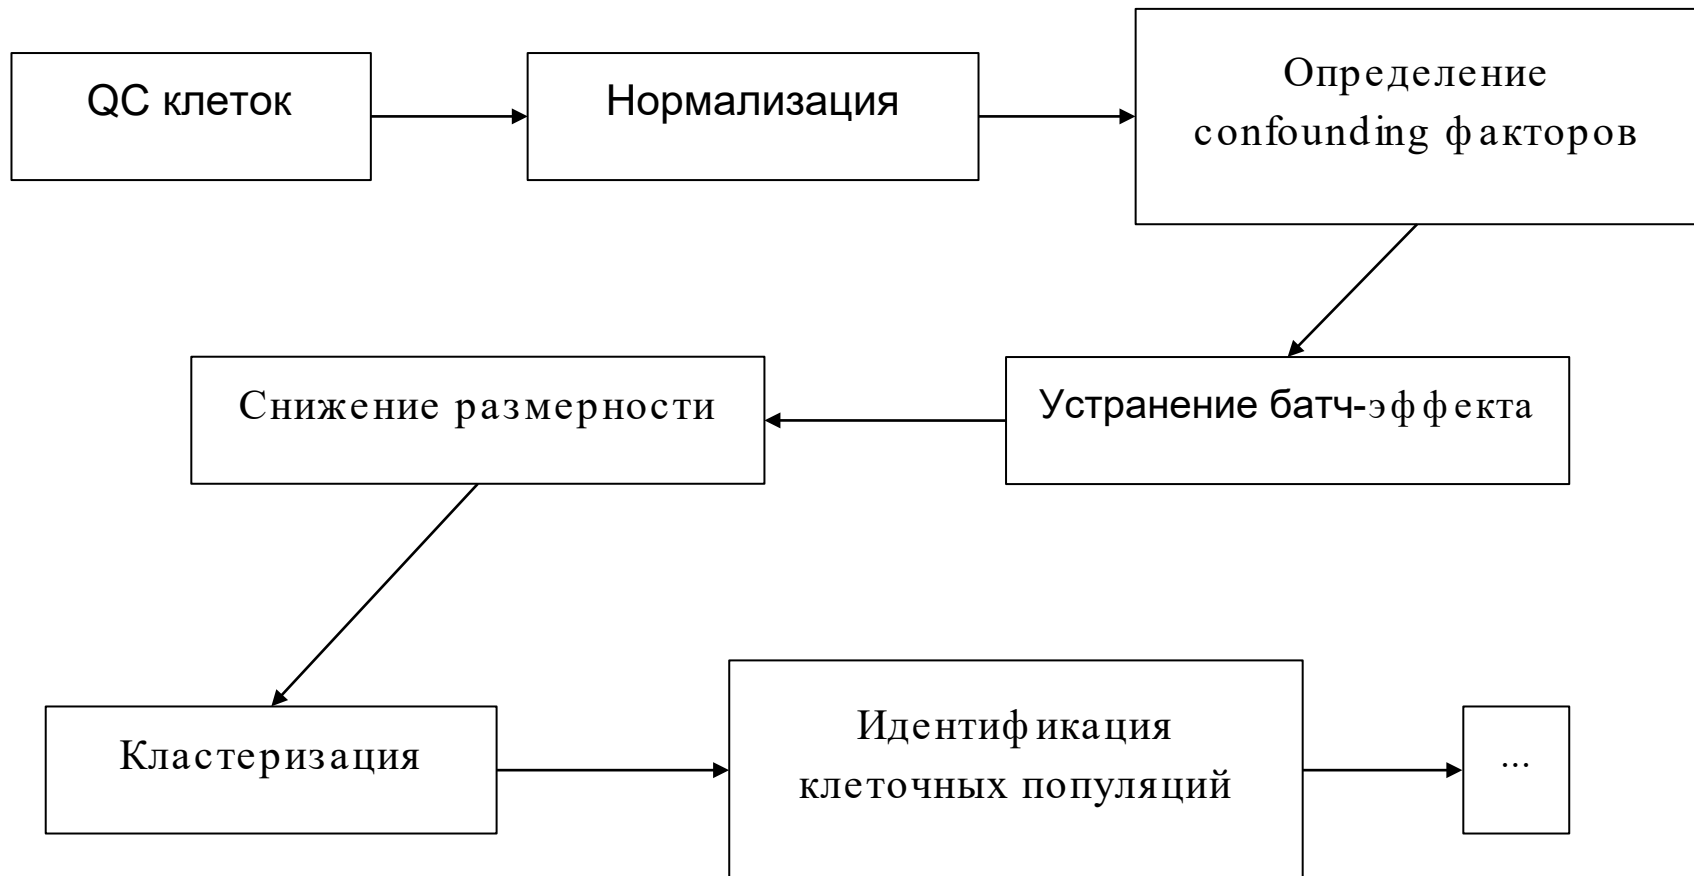 QC клеток
Нормализация
Определение
confounding факторов
Устранение батч-эффекта
Снижение размерности
Кластеризация
Идентификация
клеточных популяций
...